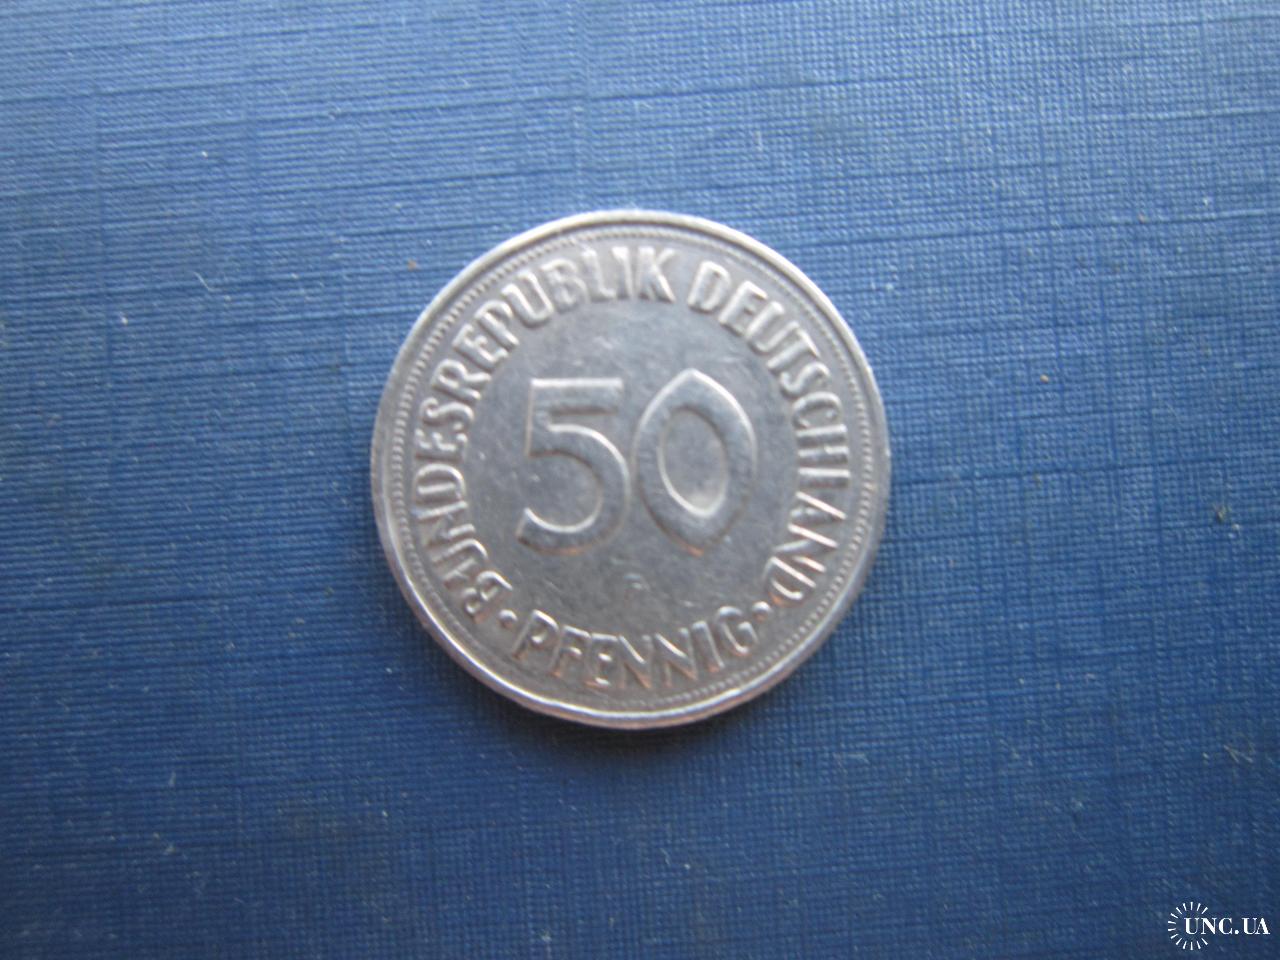 BUNDESREPUBLIK DEUTSCHLAND
50
• PFENNIG •
UNC.UA